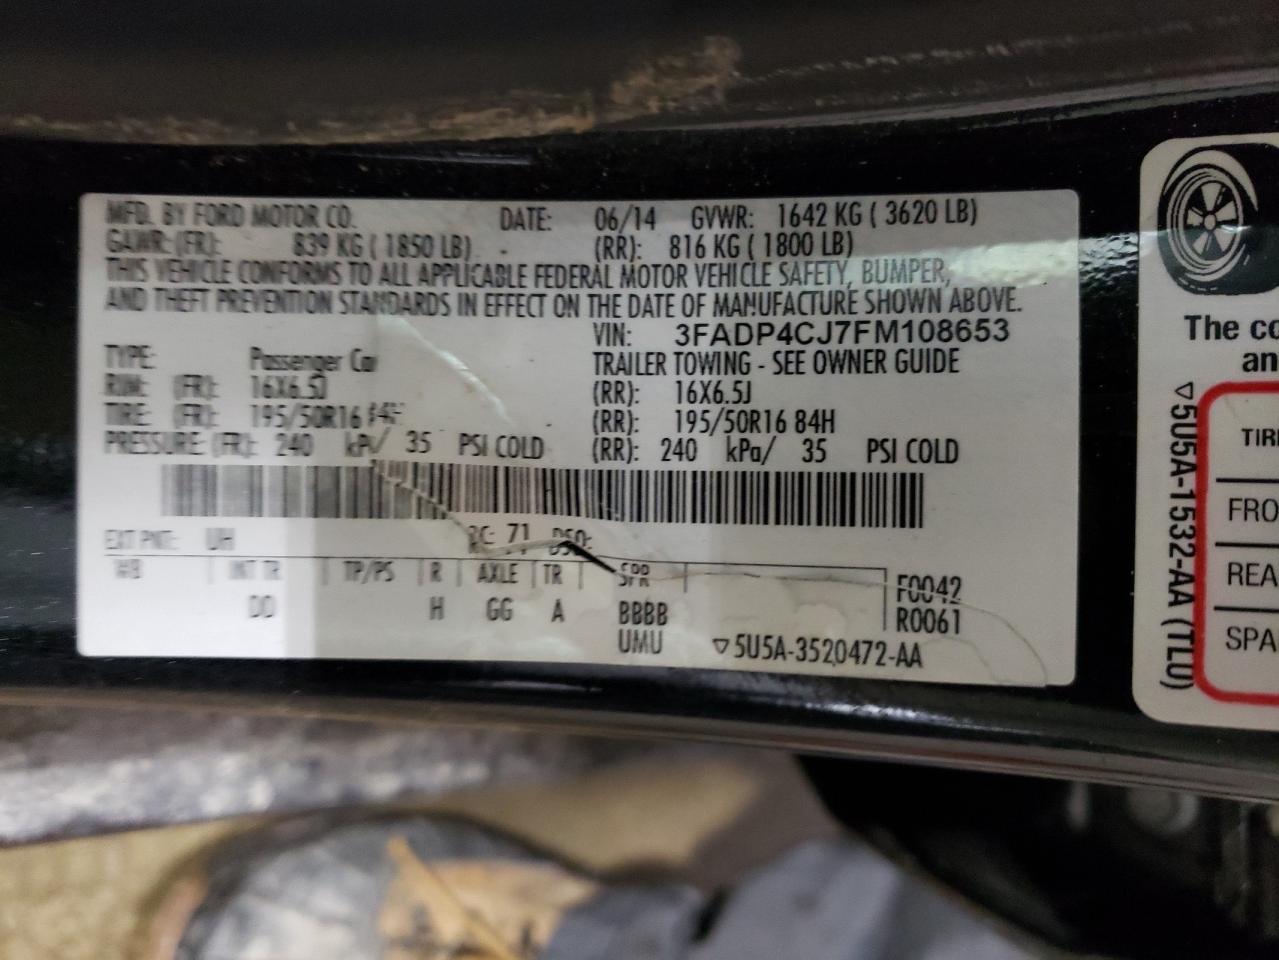 MFD. BY FORD MOTOR CO. DATE: 06/14 GVWR: 1642 KG ( 3620 LB)
GAWR: (FR): 839 KG ( 1850 LB) (RR): 816 KG ( 1800 LB)
THIS VEHICLE CONFORMS TO ALL APPLICABLE FEDERAL MOTOR VEHICLE SAFETY, BUMPER,
AND THEFT PREVENTION STANDARDS IN EFFECT ON THE DATE OF MANUFACTURE SHOWN ABOVE.
VIN: 3FADP4CJ7FM108653
TYPE: Passenger Car TRAILER TOWING - SEE OWNER GUIDE
RIM: (FR): 16X6.5J (RR): 16X6.5J
TIRE: (FR): 195/50R16 84H (RR): 195/50R16 84H
PRESSURE: (FR): 240 kPa/ 35 PSI COLD (RR): 240 kPa/ 35 PSI COLD
EXT PNT: UH RC: 71 DSO:
WB INT TR TP/PS R AXLE TR SPR F0042
DD H GG A BBBB R0061
UMU ▽5U5A-3520472-AA
The co
an
▽5U5A-1532-AA (TL0)
TIR
FRO
REA
SPA